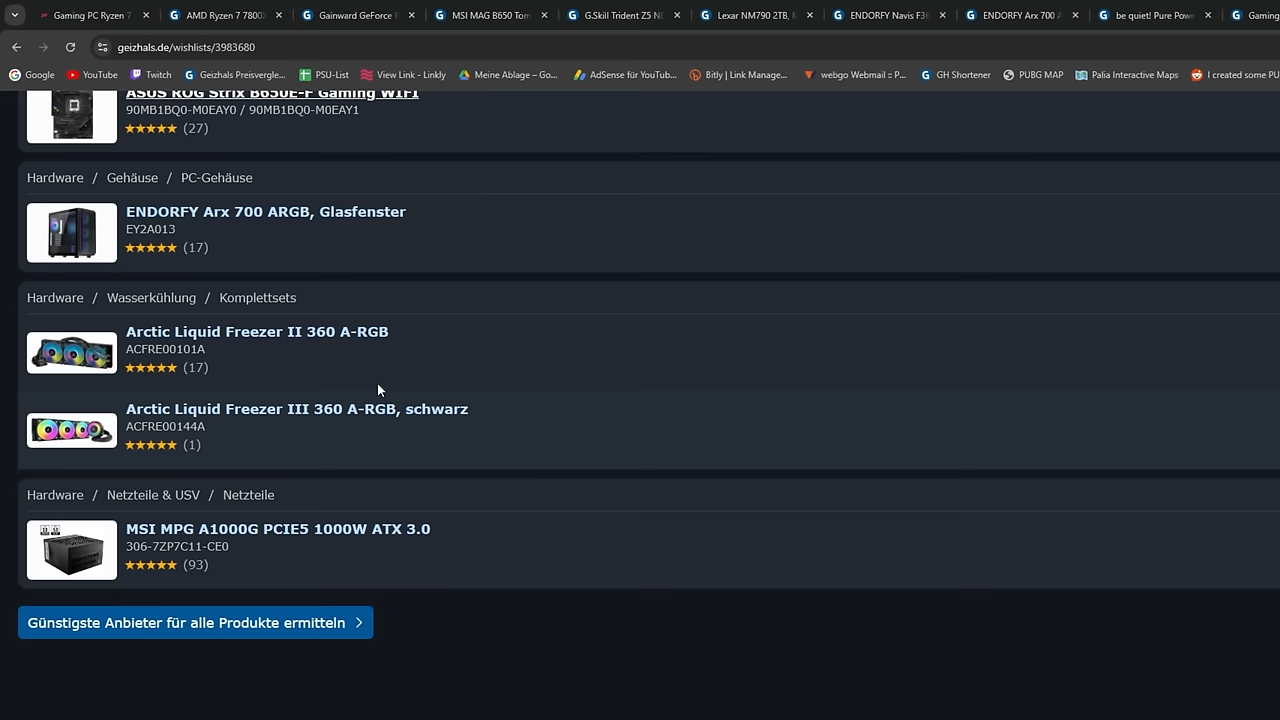 Gaming PC Ryzen 7
AMD Ryzen 7 7800
Gainward GeForce
MSI MAG B650 Tom
G.Skill Trident Z5 N
Lexar NM790 2TB,
ENDORFY Navis F36
ENDORFY Arx 700 A
be quiet! Pure Pow
Gaming
geizhals.de/wishlists/3983680
Google
YouTube
Twitch
Geizhals Preisvergle...
PSU-List
View Link - Linkly
Meine Ablage – Go...
AdSense für YouTub...
Bitly | Link Manage...
webgo Webmail :: P...
GH Shortener
PUBG MAP
Palia Interactive Maps
I created some PU
ASUS ROG Strix B650E-F Gaming WIFI
90MB1BQ0-M0EAY0 / 90MB1BQ0-M0EAY1
★★★★★ (27)
Hardware / Gehäuse / PC-Gehäuse
ENDORFY Arx 700 ARGB, Glasfenster
EY2A013
★★★★★ (17)
Hardware / Wasserkühlung / Komplettsets
Arctic Liquid Freezer II 360 A-RGB
ACFRE00101A
★★★★★ (17)
Arctic Liquid Freezer III 360 A-RGB, schwarz
ACFRE00144A
★★★★★ (1)
Hardware / Netzteile & USV / Netzteile
MSI MPG A1000G PCIE5 1000W ATX 3.0
306-7ZP7C11-CE0
★★★★★ (93)
Günstigste Anbieter für alle Produkte ermitteln